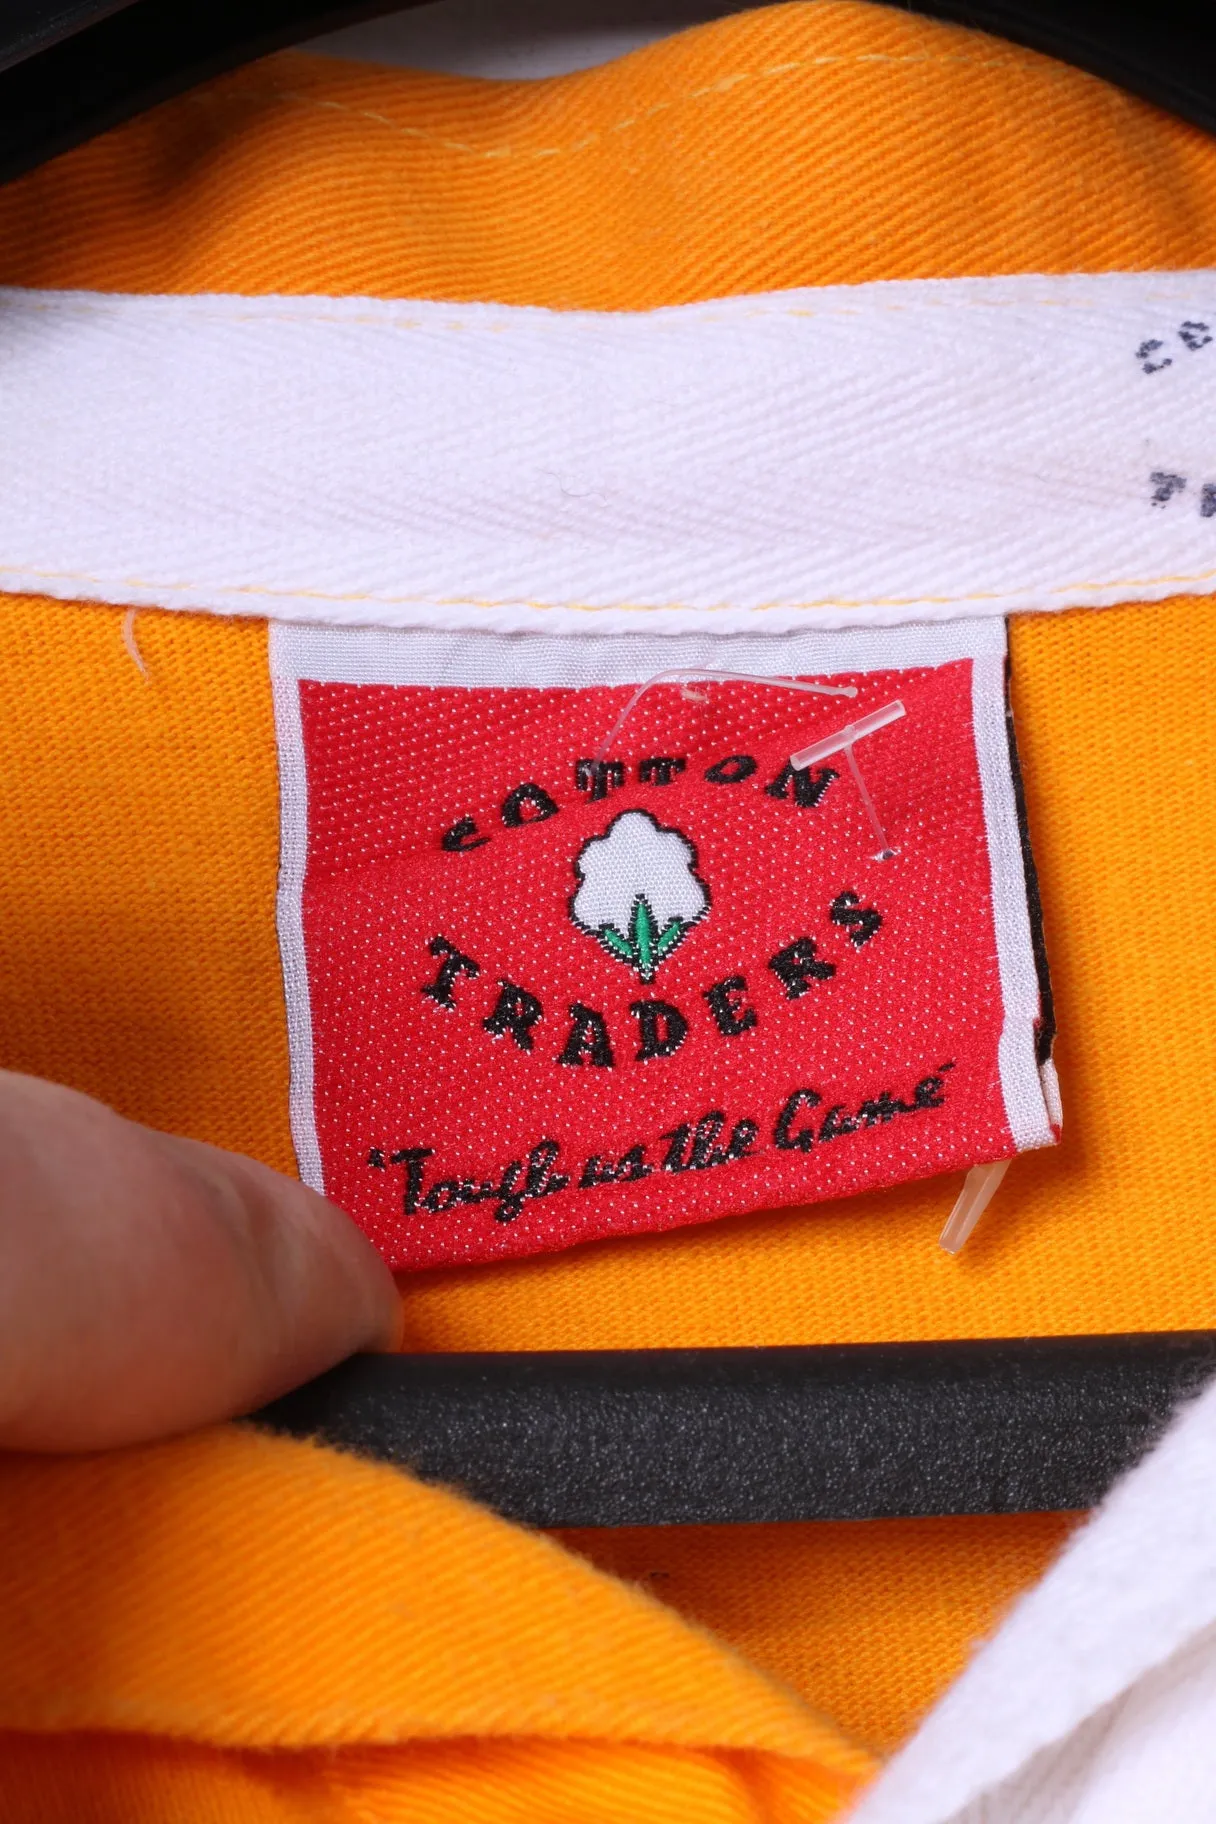 COTTON
TRADERS
"Tough as the Game"